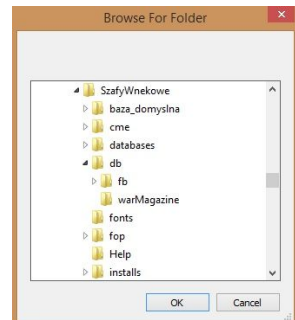 Browse For Folder
SzafyWnekowe
baza_domyslna
cme
databases
db
fb
warMagazine
fonts
fop
Help
installs
OK
Cancel